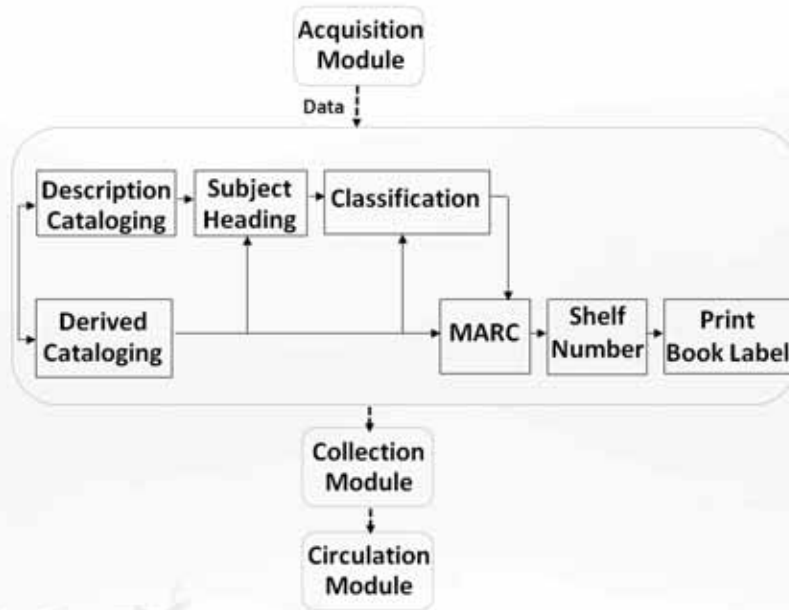 Acquisition
Module
Data
Description
Cataloging
Subject
Heading
Classification
Derived
Cataloging
MARC
Shelf
Number
Print
Book Label
Collection
Module
Circulation
Module